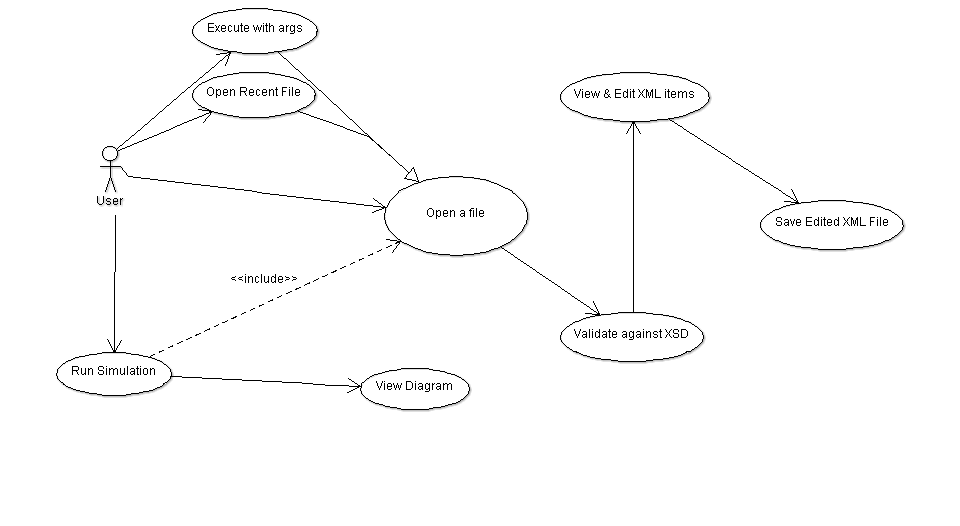 Execute with args
Open Recent File
View & Edit XML items
User
Open a file
Save Edited XML File
<<include>>
Validate against XSD
Run Simulation
View Diagram